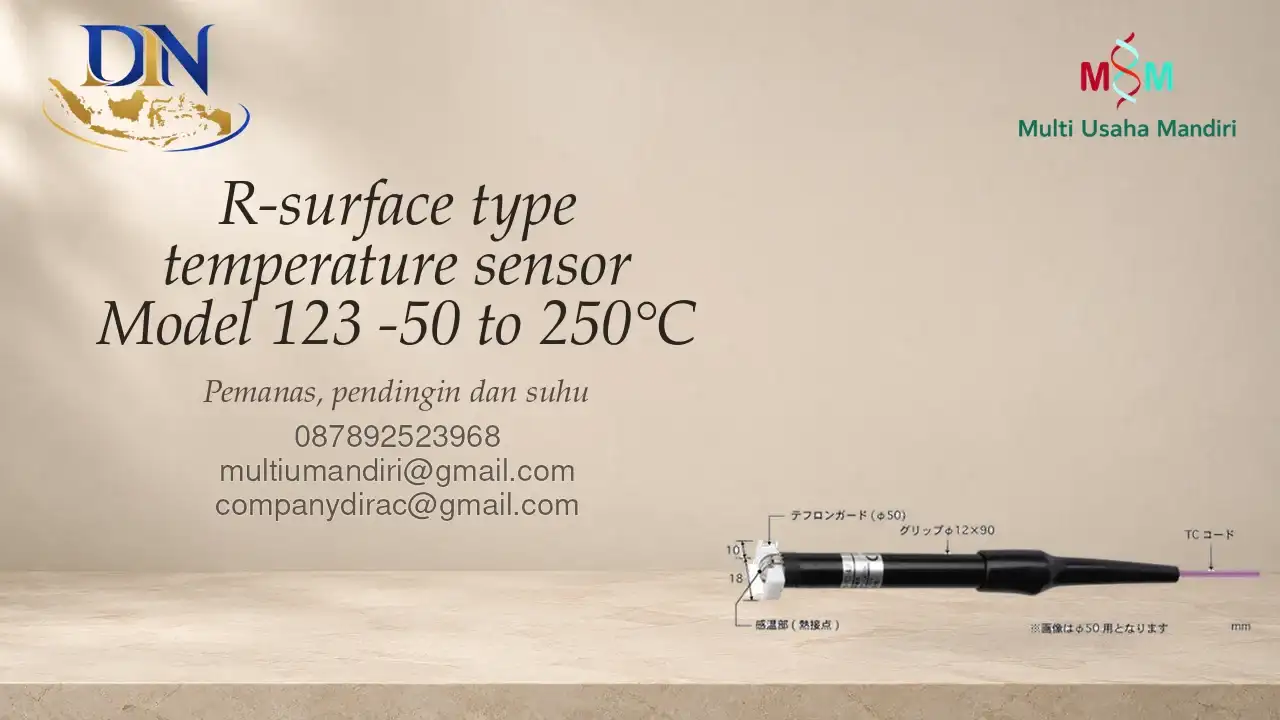 DN
MSM
Multi Usaha Mandiri
R-surface type
temperature sensor
Model 123 -50 to 250°C
Pemanas, pendingin dan suhu
087892523968
multiumandiri@gmail.com
companydirac@gmail.com
テフロンガード (φ50)
グリップφ12×90
TC コード
10
18
感温部 ( 熱接点 )
※画像はφ50 用となります
mm